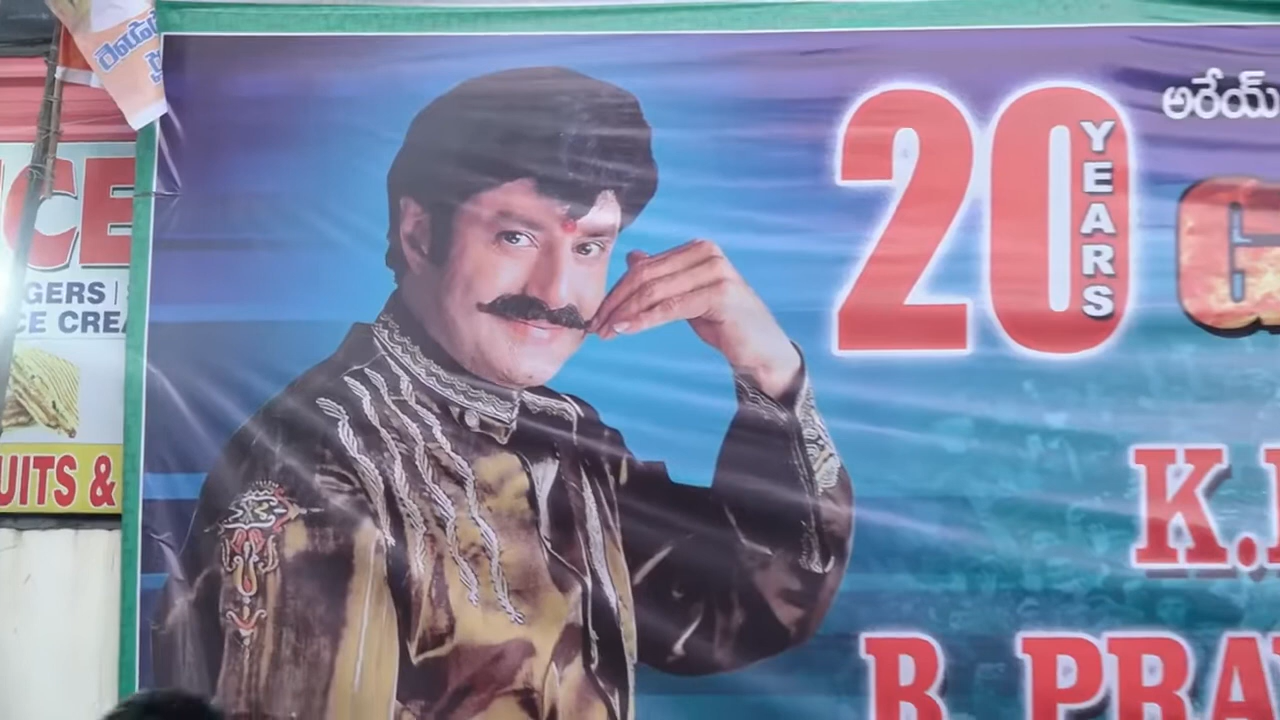 20
YEARS
అరేయ్
G
K.
B. PRA
CE
GERS |
CE CREA
UITS &